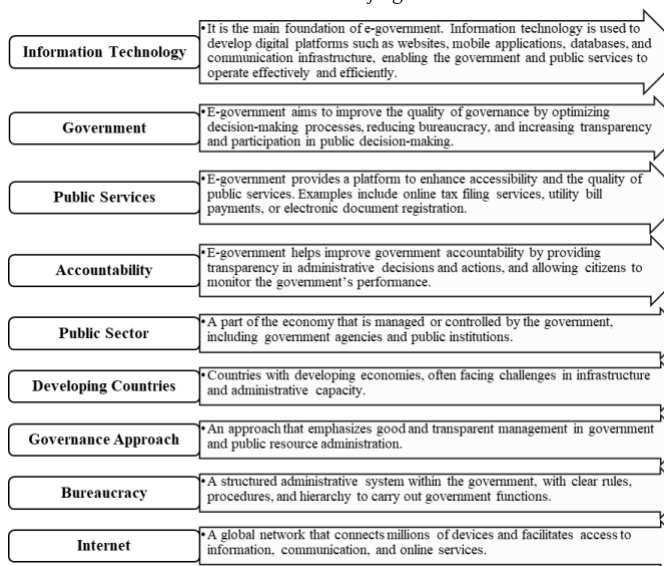 Information Technology
•It is the main foundation of e-government. Information technology is used to
develop digital platforms such as websites, mobile applications, databases, and
communication infrastructure, enabling the government and public services to
operate effectively and efficiently.
Government
•E-government aims to improve the quality of governance by optimizing
decision-making processes, reducing bureaucracy, and increasing transparency
and participation in public decision-making.
Public Services
•E-government provides a platform to enhance accessibility and the quality of
public services. Examples include online tax filing services, utility bill
payments, or electronic document registration.
Accountability
•E-government helps improve government accountability by providing
transparency in administrative decisions and actions, and allowing citizens to
monitor the government's performance.
Public Sector
•A part of the economy that is managed or controlled by the government,
including government agencies and public institutions.
Developing Countries
•Countries with developing economies, often facing challenges in infrastructure
and administrative capacity.
Governance Approach
•An approach that emphasizes good and transparent management in government
and public resource administration.
Bureaucracy
•A structured administrative system within the government, with clear rules,
procedures, and hierarchy to carry out government functions.
Internet
•A global network that connects millions of devices and facilitates access to
information, communication, and online services.